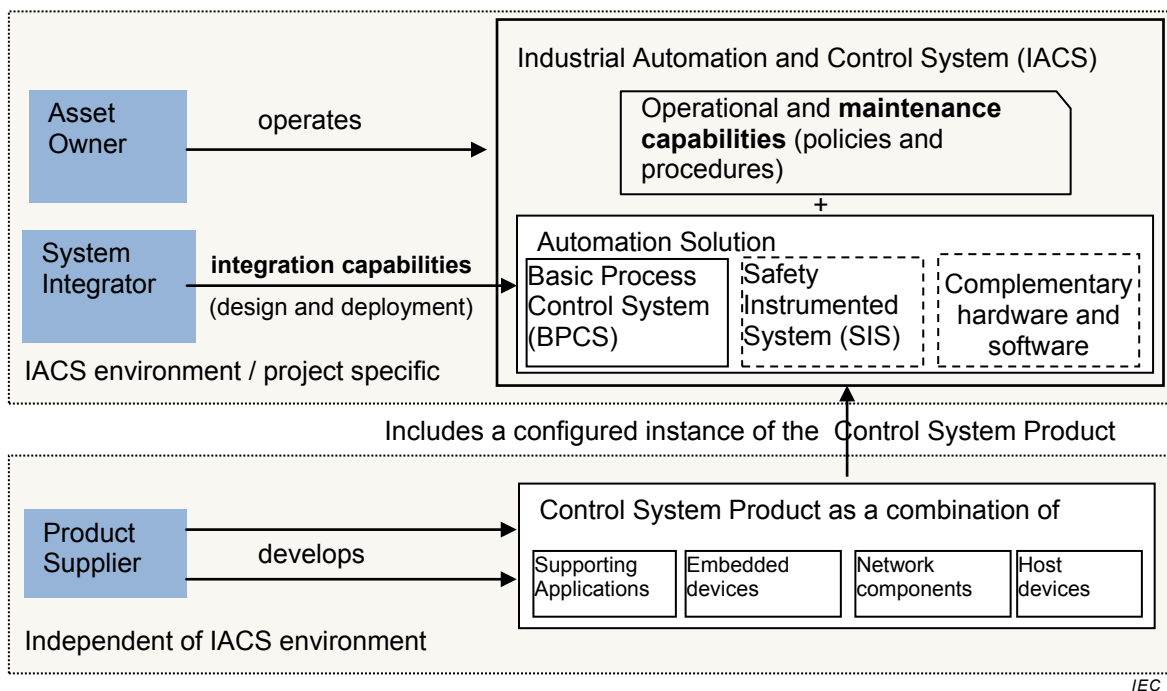 Industrial Automation and Control System (IACS)
Asset
Owner
operates
Operational and maintenance
capabilities (policies and
procedures)
+
System
Integrator
integration capabilities
(design and deployment)
Automation Solution
Basic Process
Control System
(BPCS)
Safety
Instrumented
System (SIS)
Complementary
hardware and
software
IACS environment / project specific
Includes a configured instance of the Control System Product
Product
Supplier
develops
Control System Product as a combination of
Supporting
Applications
Embedded
devices
Network
components
Host
devices
Independent of IACS environment
IEC